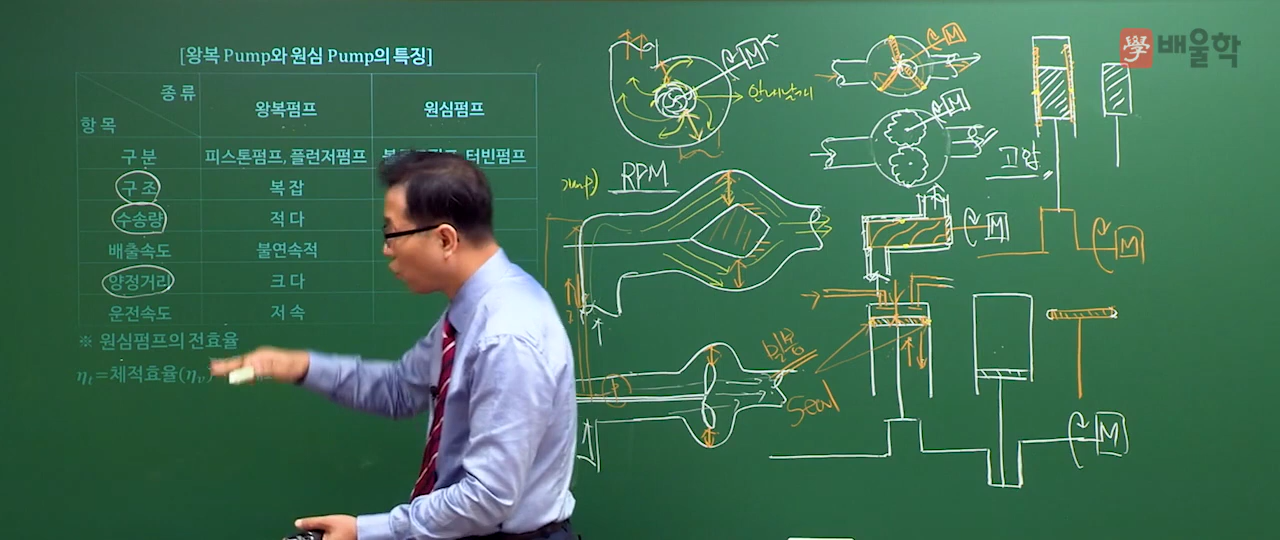 [왕복 Pump와 원심 Pump의 특징]
종 류
항 목
왕복펌프
원심펌프
구 분
피스톤펌프, 플런저펌프
터빈펌프
구 조
복 잡
수송량
적 다
배출속도
불연속적
양정거리
크 다
운전속도
저 속
※ 원심펌프의 전효율
η_t=체적효율(η_v)
學배울학
M
안내날개
M
M
고압
RPM
M
M
밀봉
Seal
M